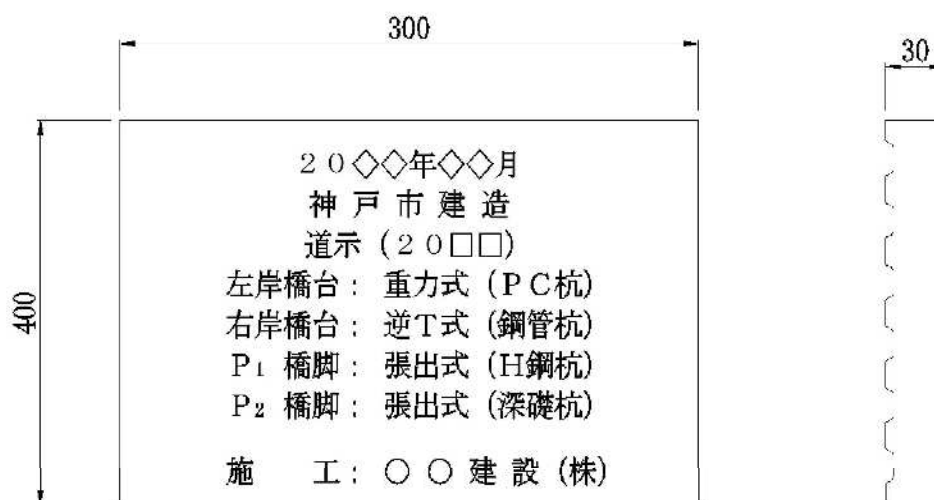 300
30
400
２０◇◇年◇◇月
神 戸 市 建 造
道示（２０□□）
左岸橋台： 重力式（ＰＣ杭）
右岸橋台： 逆Ｔ式（鋼管杭）
Ｐ₁ 橋脚： 張出式（Ｈ鋼杭）
Ｐ₂ 橋脚： 張出式（深礎杭）
施　　工： ○ ○ 建 設（株）